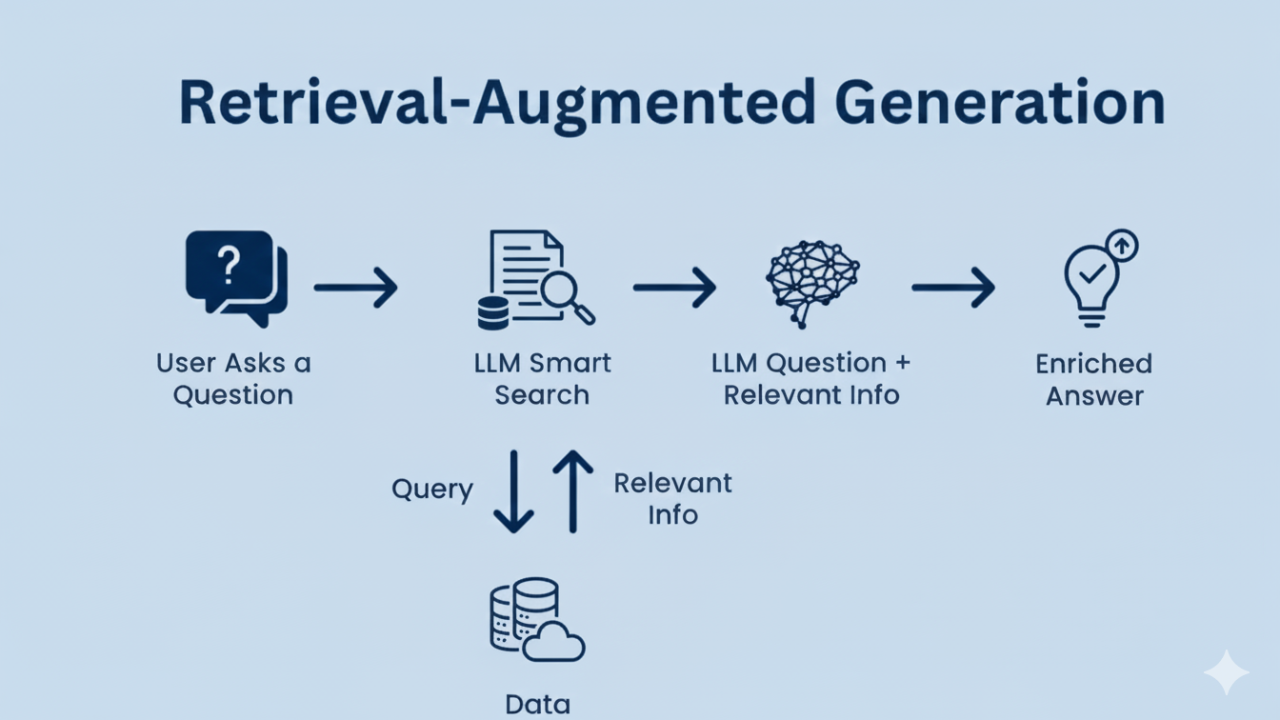 Retrieval-Augmented Generation
?
User Asks a
Question
LLM Smart
Search
LLM Question +
Relevant Info
Enriched
Answer
Query
Relevant
Info
Data